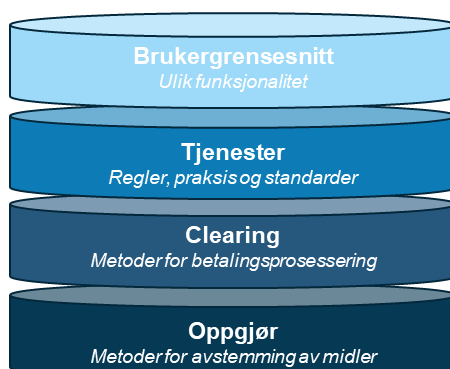 Brukergrensesnitt
Ulik funksjonalitet
Tjenester
Regler, praksis og standarder
Clearing
Metoder for betalingsprosessering
Oppgjør
Metoder for avstemming av midler